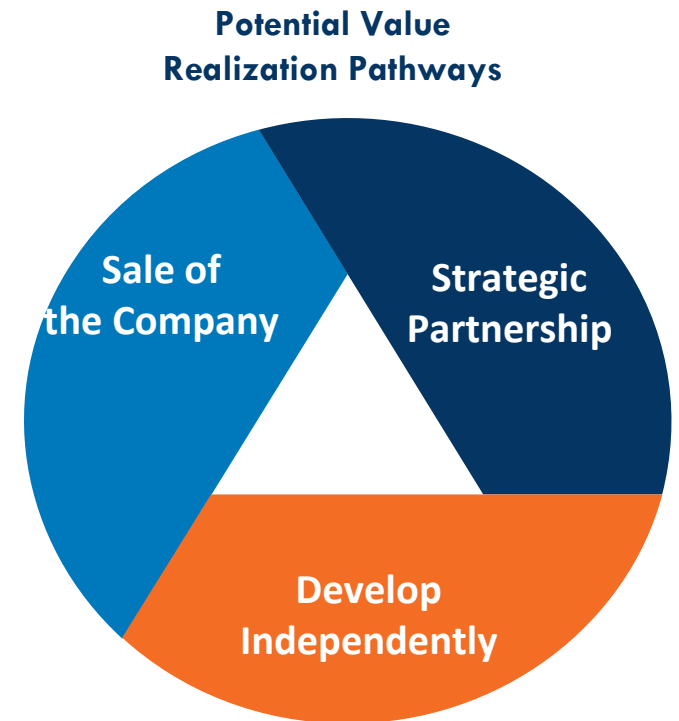 Potential Value
Realization Pathways
Sale of
the Company
Strategic
Partnership
Develop
Independently